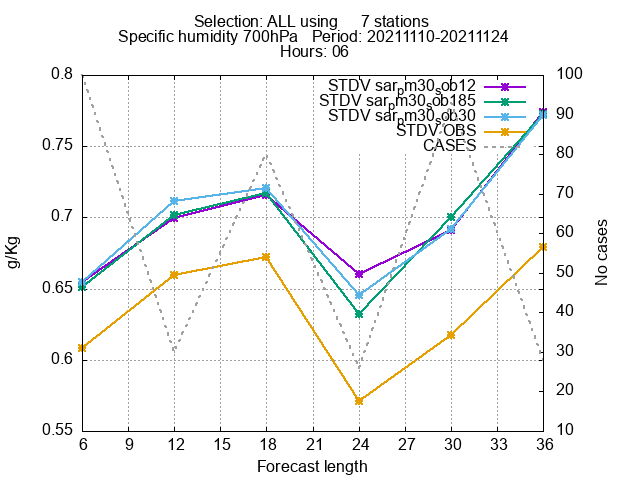 Selection: ALL using 7 stations
Specific humidity 700hPa Period: 20211110-20211124
Hours: 06
STDV sarpm30sob12
STDV sarpm30sob185
STDV sarpm30sob30
STDV OBS
CASES
0.8
0.75
0.7
0.65
0.6
0.55
g/Kg
100
90
80
70
60
50
40
30
20
10
No cases
6 9 12 15 18 21 24 27 30 33 36
Forecast length